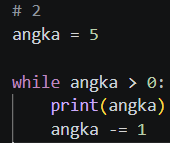 # 2
angka = 5

while angka > 0:
    print(angka)
    angka -= 1